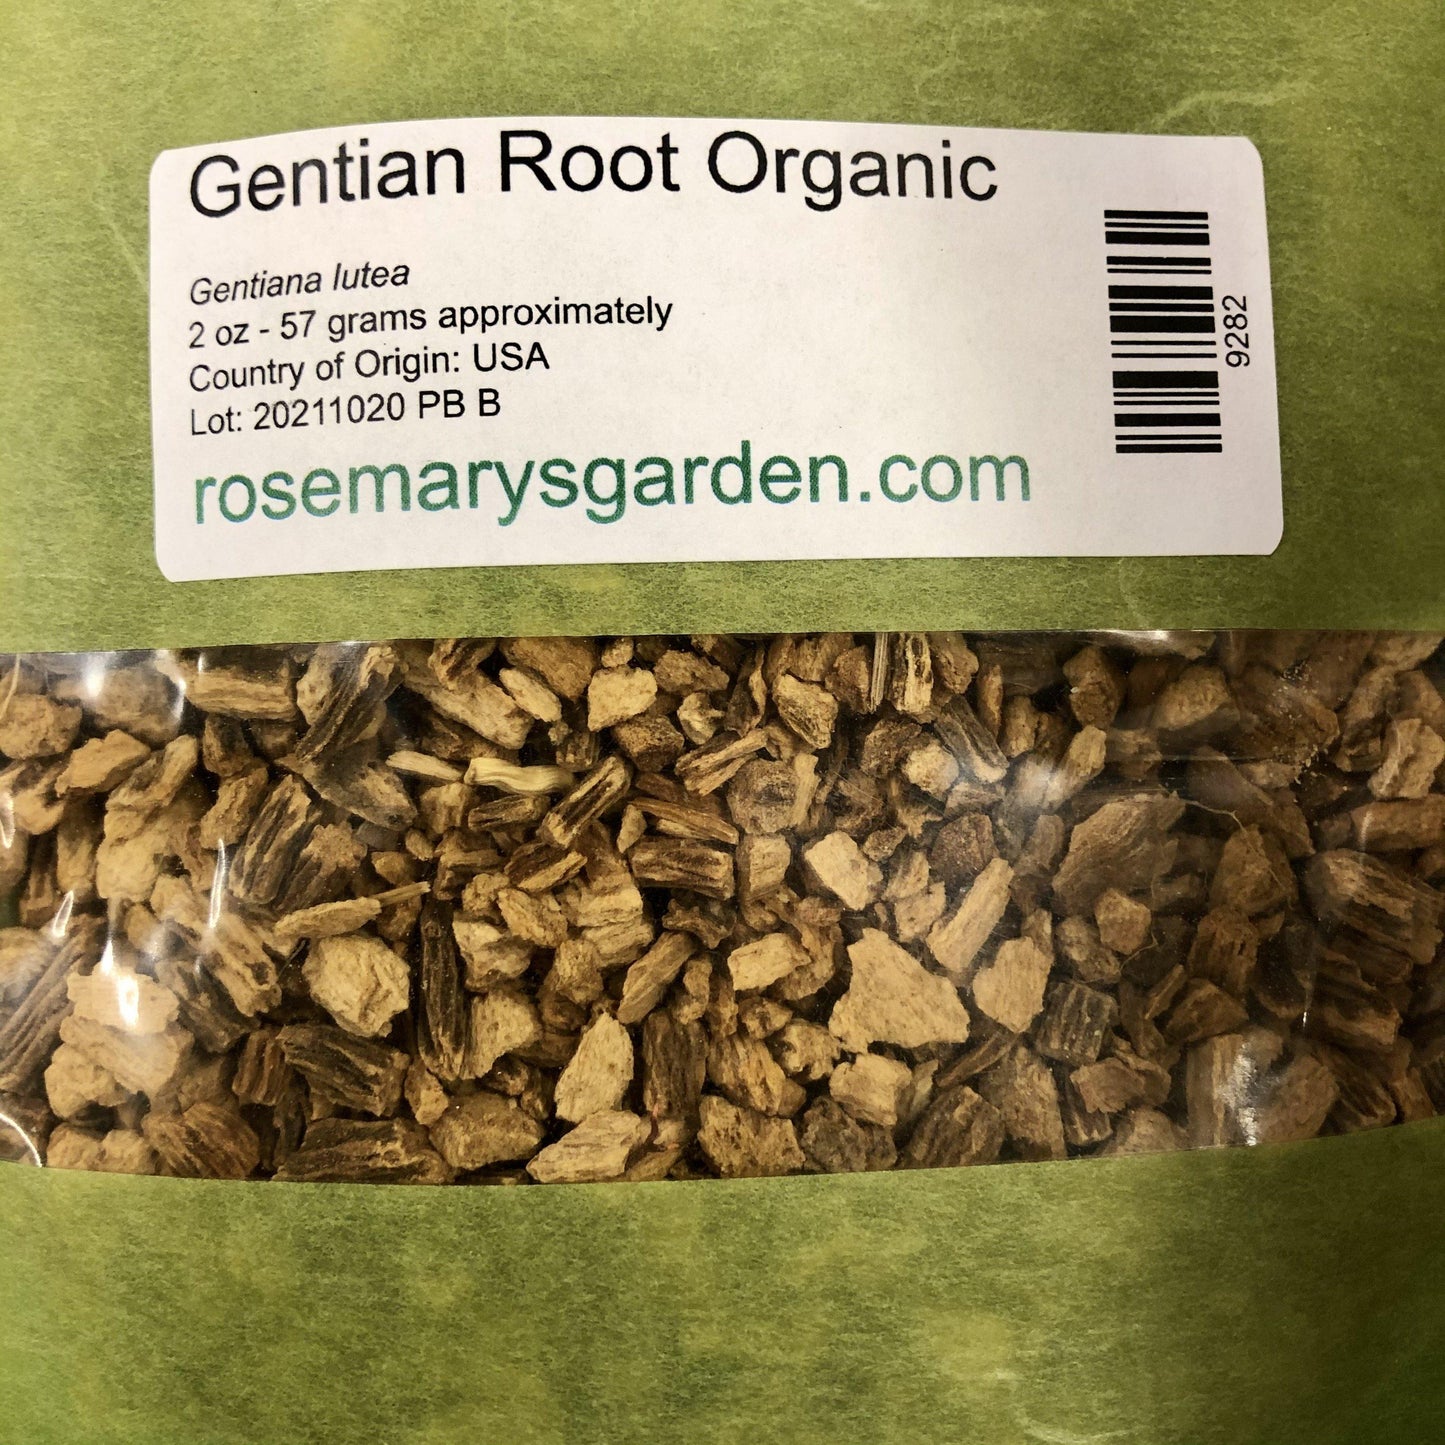 Gentian Root Organic
Gentiana lutea
2 oz - 57 grams approximately
Country of Origin: USA
Lot: 20211020 PB B
rosemarysgarden.com
9282